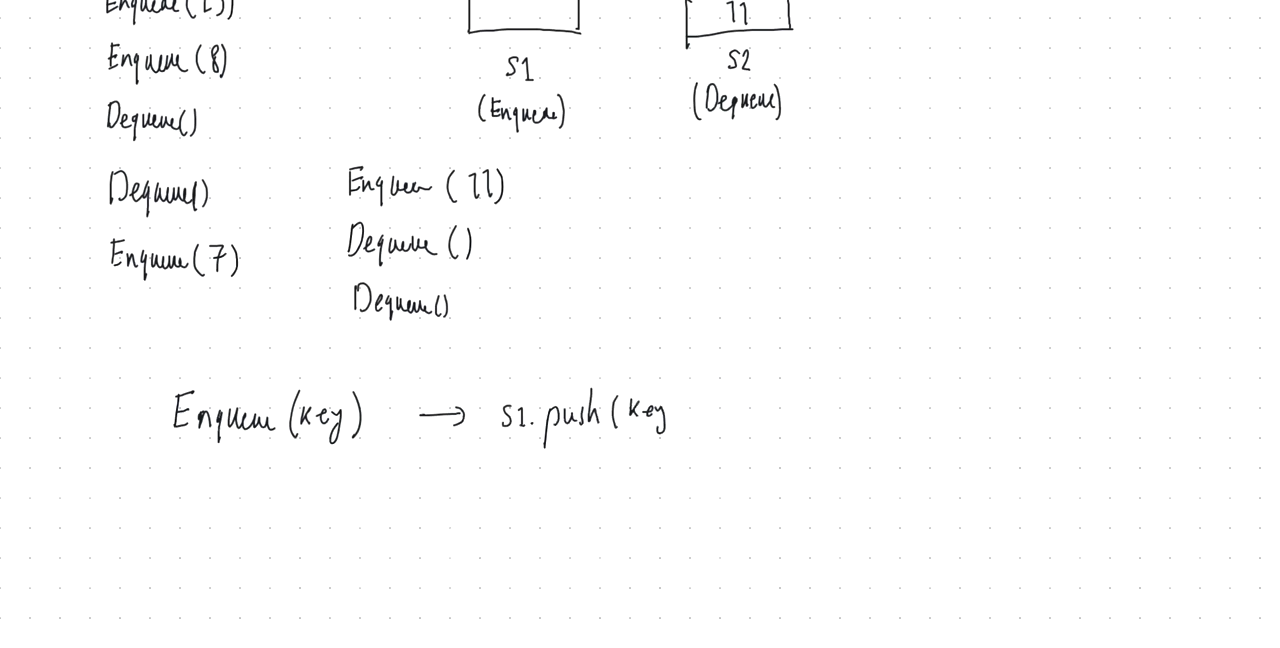 Enqueue(8)
Dequeue()
Dequeue()
Enqueue(7)
11
S1
S2
(Enqueue)
(Dequeue)
Enqueue (11)
Dequeue ()
Dequeue()
Enqueue (key) → S1.push(key